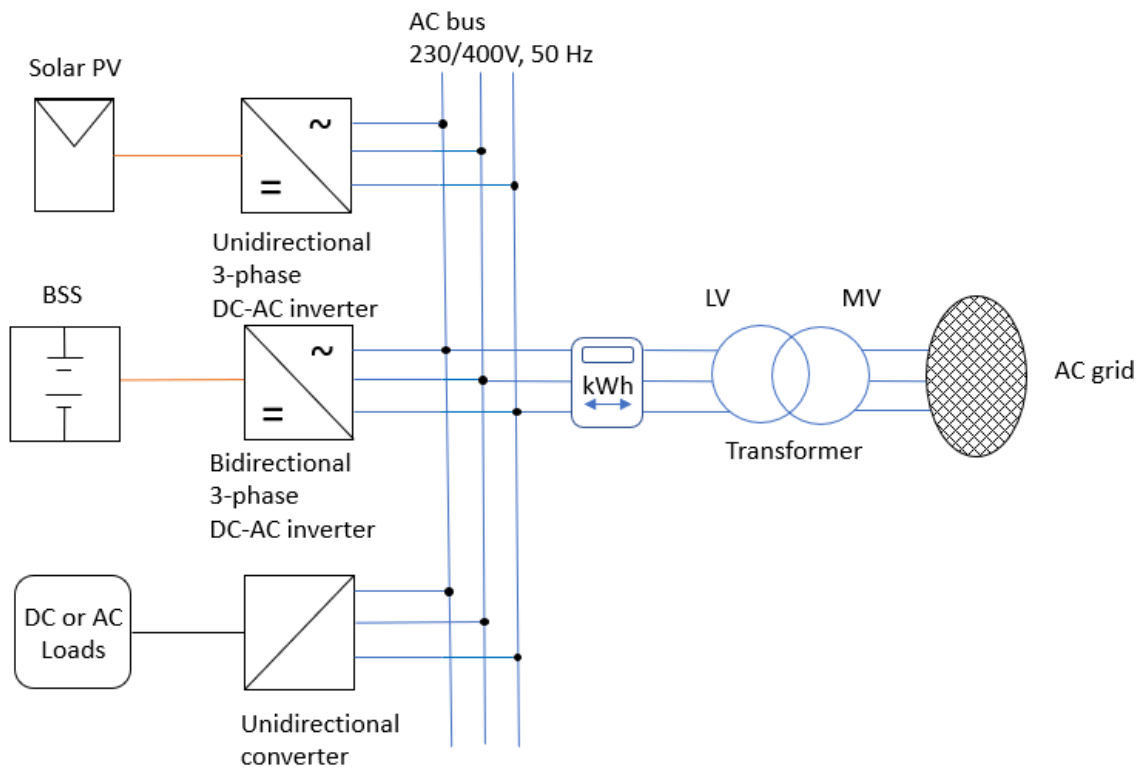 AC bus
230/400V, 50 Hz
Solar PV
~
=
Unidirectional
3-phase
DC-AC inverter
BSS
~
=
Bidirectional
3-phase
DC-AC inverter
LV
MV
kWh
Transformer
AC grid
DC or AC
Loads
Unidirectional
converter